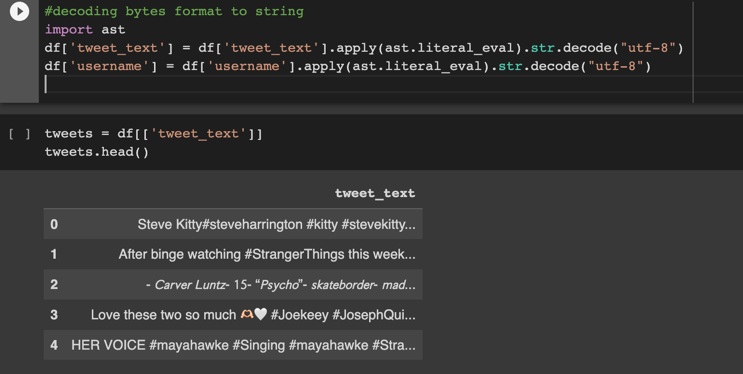 #decoding bytes format to string
import ast
df['tweet_text'] = df['tweet_text'].apply(ast.literal_eval).str.decode("utf-8")
df['username'] = df['username'].apply(ast.literal_eval).str.decode("utf-8")
[ ] tweets = df[['tweet_text']]
tweets.head()
tweet_text
0 Steve Kitty#steveharrington #kitty #stevekitty...
1 After binge watching #StrangerThings this week...
2 - 𝘊𝘢𝘳𝘷𝘦𝘳 𝘓𝘶𝘯𝘵𝘻- 15- “𝘗𝘴𝘺𝘤𝘩𝘰”- 𝘴𝘬𝘢𝘵𝘦𝘣𝘰𝘳𝘥𝘦𝘳- 𝘮𝘢𝘥...
3 Love these two so much 🫶🏻🤍 #Joekeey #JosephQui...
4 HER VOICE #mayahawke #Singing #mayahawke #Stra...